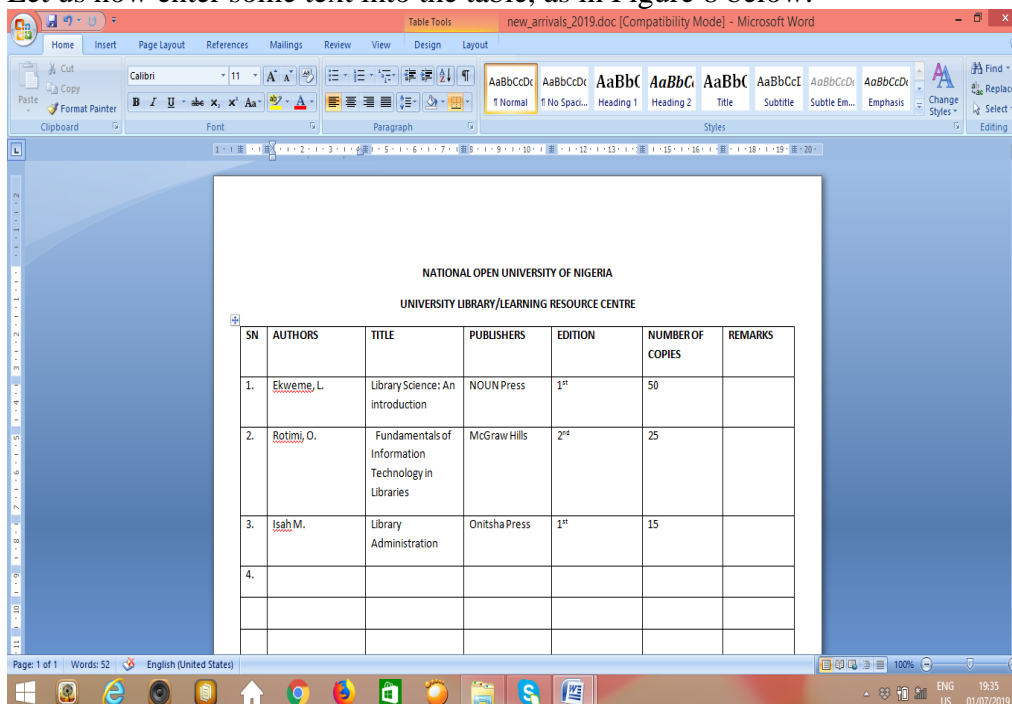 Let us now enter some text into the table, as in Figure 8 below:
Table Tools new_arrivals_2019.doc [Compatibility Mode] - Microsoft Word
Home Insert Page Layout References Mailings Review View Design Layout
Cut
Copy
Paste
Format Painter
Clipboard
Calibri 11
Font
Paragraph
AaBbCcDc AaBbCcDc AaBbC AaBbCc AaBbC AaBbCcI AaBbCcDc AaBbCcDc
¶ Normal ¶ No Spaci... Heading 1 Heading 2 Title Subtitle Subtle Em... Emphasis
Change Styles
Styles
Find
Replac
Select
Editing
NATIONAL OPEN UNIVERSITY OF NIGERIA
UNIVERSITY LIBRARY/LEARNING RESOURCE CENTRE
SN AUTHORS TITLE PUBLISHERS EDITION NUMBER OF COPIES REMARKS
1. Ekweme, L. Library Science: An introduction NOUN Press 1st 50
2. Rotimi, O. Fundamentals of Information Technology in Libraries McGraw Hills 2nd 25
3. Isah M. Library Administration Onitsha Press 1st 15
4.
Page: 1 of 1 Words: 52 English (United States) 100%
ENG 19:35
US 01/07/2019